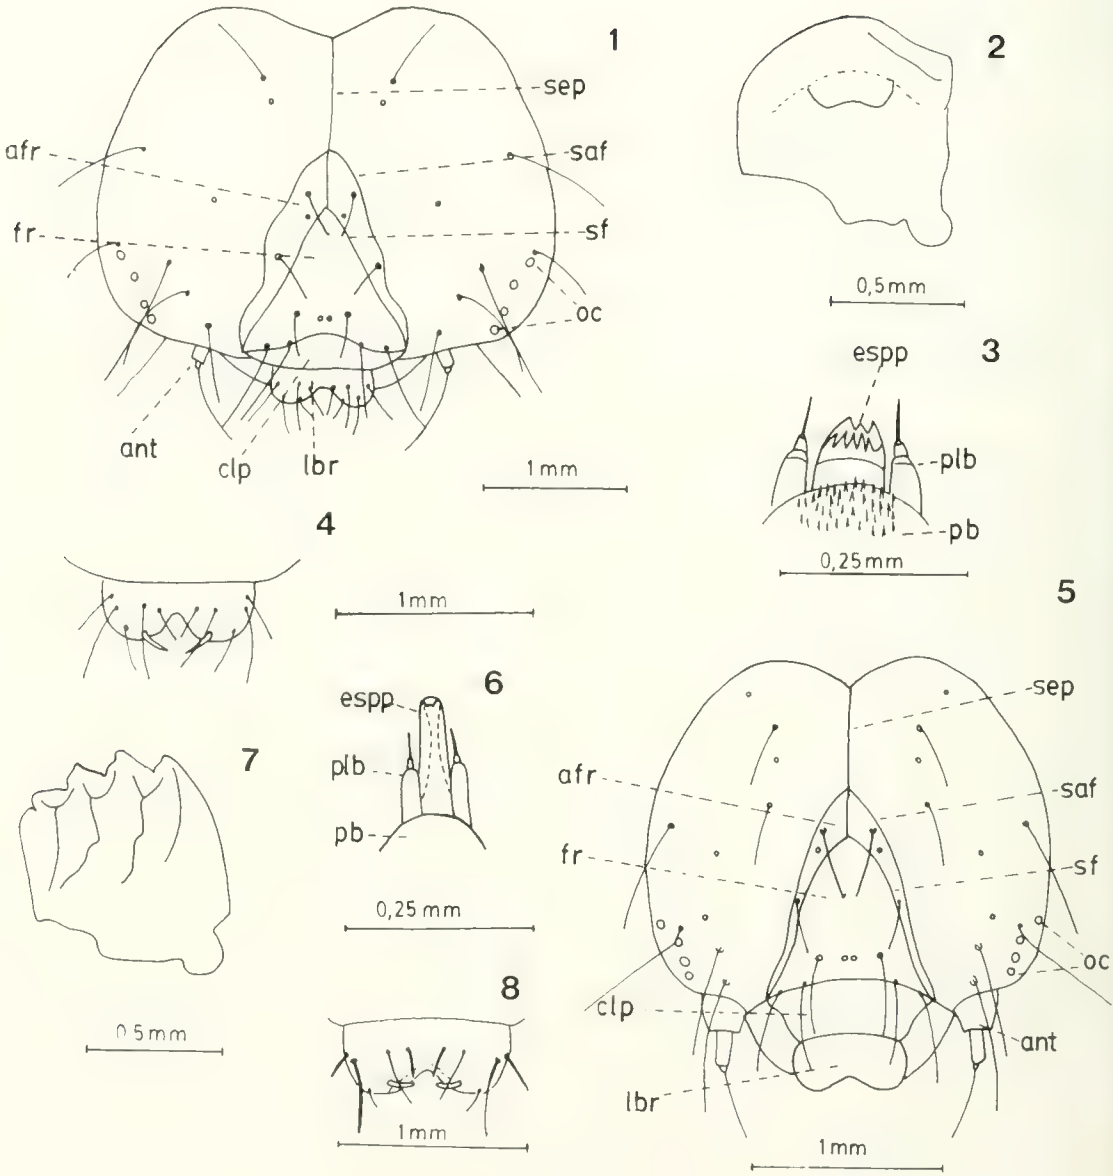 1
sep
afr
saf
fr
sf
oc
ant
clp
lbr
1mm
2
0,5mm
3
espp
plb
pb
0,25mm
4
1mm
5
sep
afr
saf
fr
sf
oc
clp
ant
lbr
1mm
6
espp
plb
pb
0,25mm
7
0 5mm
8
1mm